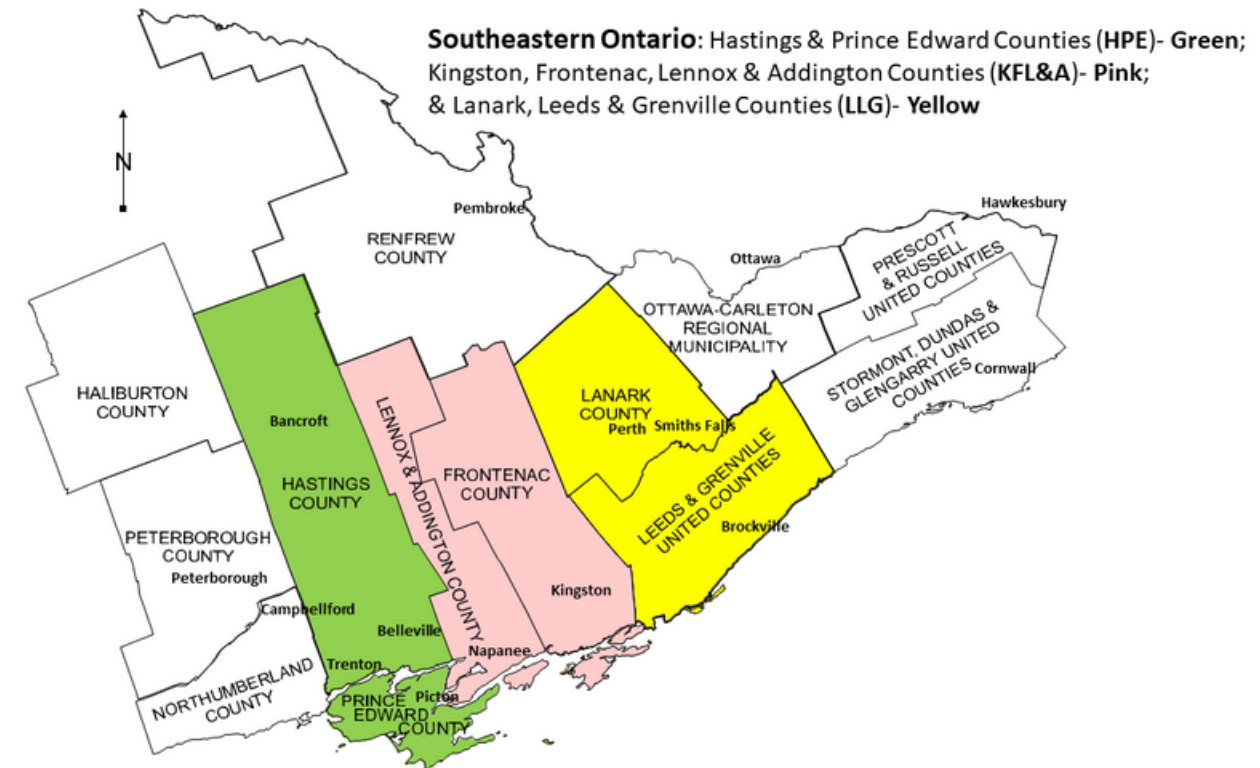 Southeastern Ontario: Hastings & Prince Edward Counties (HPE)- Green;
Kingston, Frontenac, Lennox & Addington Counties (KFL&A)- Pink;
& Lanark, Leeds & Grenville Counties (LLG)- Yellow
N
Pembroke
Hawkesbury
RENFREW
COUNTY
Ottawa
PRESCOTT
& RUSSELL
UNITED COUNTIES
OTTAWA-CARLETON
REGIONAL
MUNICIPALITY
STORMONT, DUNDAS &
GLENGARRY UNITED
COUNTIES
Cornwall
HALIBURTON
COUNTY
LANARK
COUNTY
Perth
Smiths Falls
Bancroft
LENNOX & ADDINGTON COUNTY
HASTINGS
COUNTY
FRONTENAC
COUNTY
LEEDS & GRENVILLE
UNITED COUNTIES
Brockville
PETERBOROUGH
COUNTY
Peterborough
Kingston
Campbellford
Belleville
Napanee
Trenton
NORTHUMBERLAND
COUNTY
Picton
PRINCE
EDWARD
COUNTY